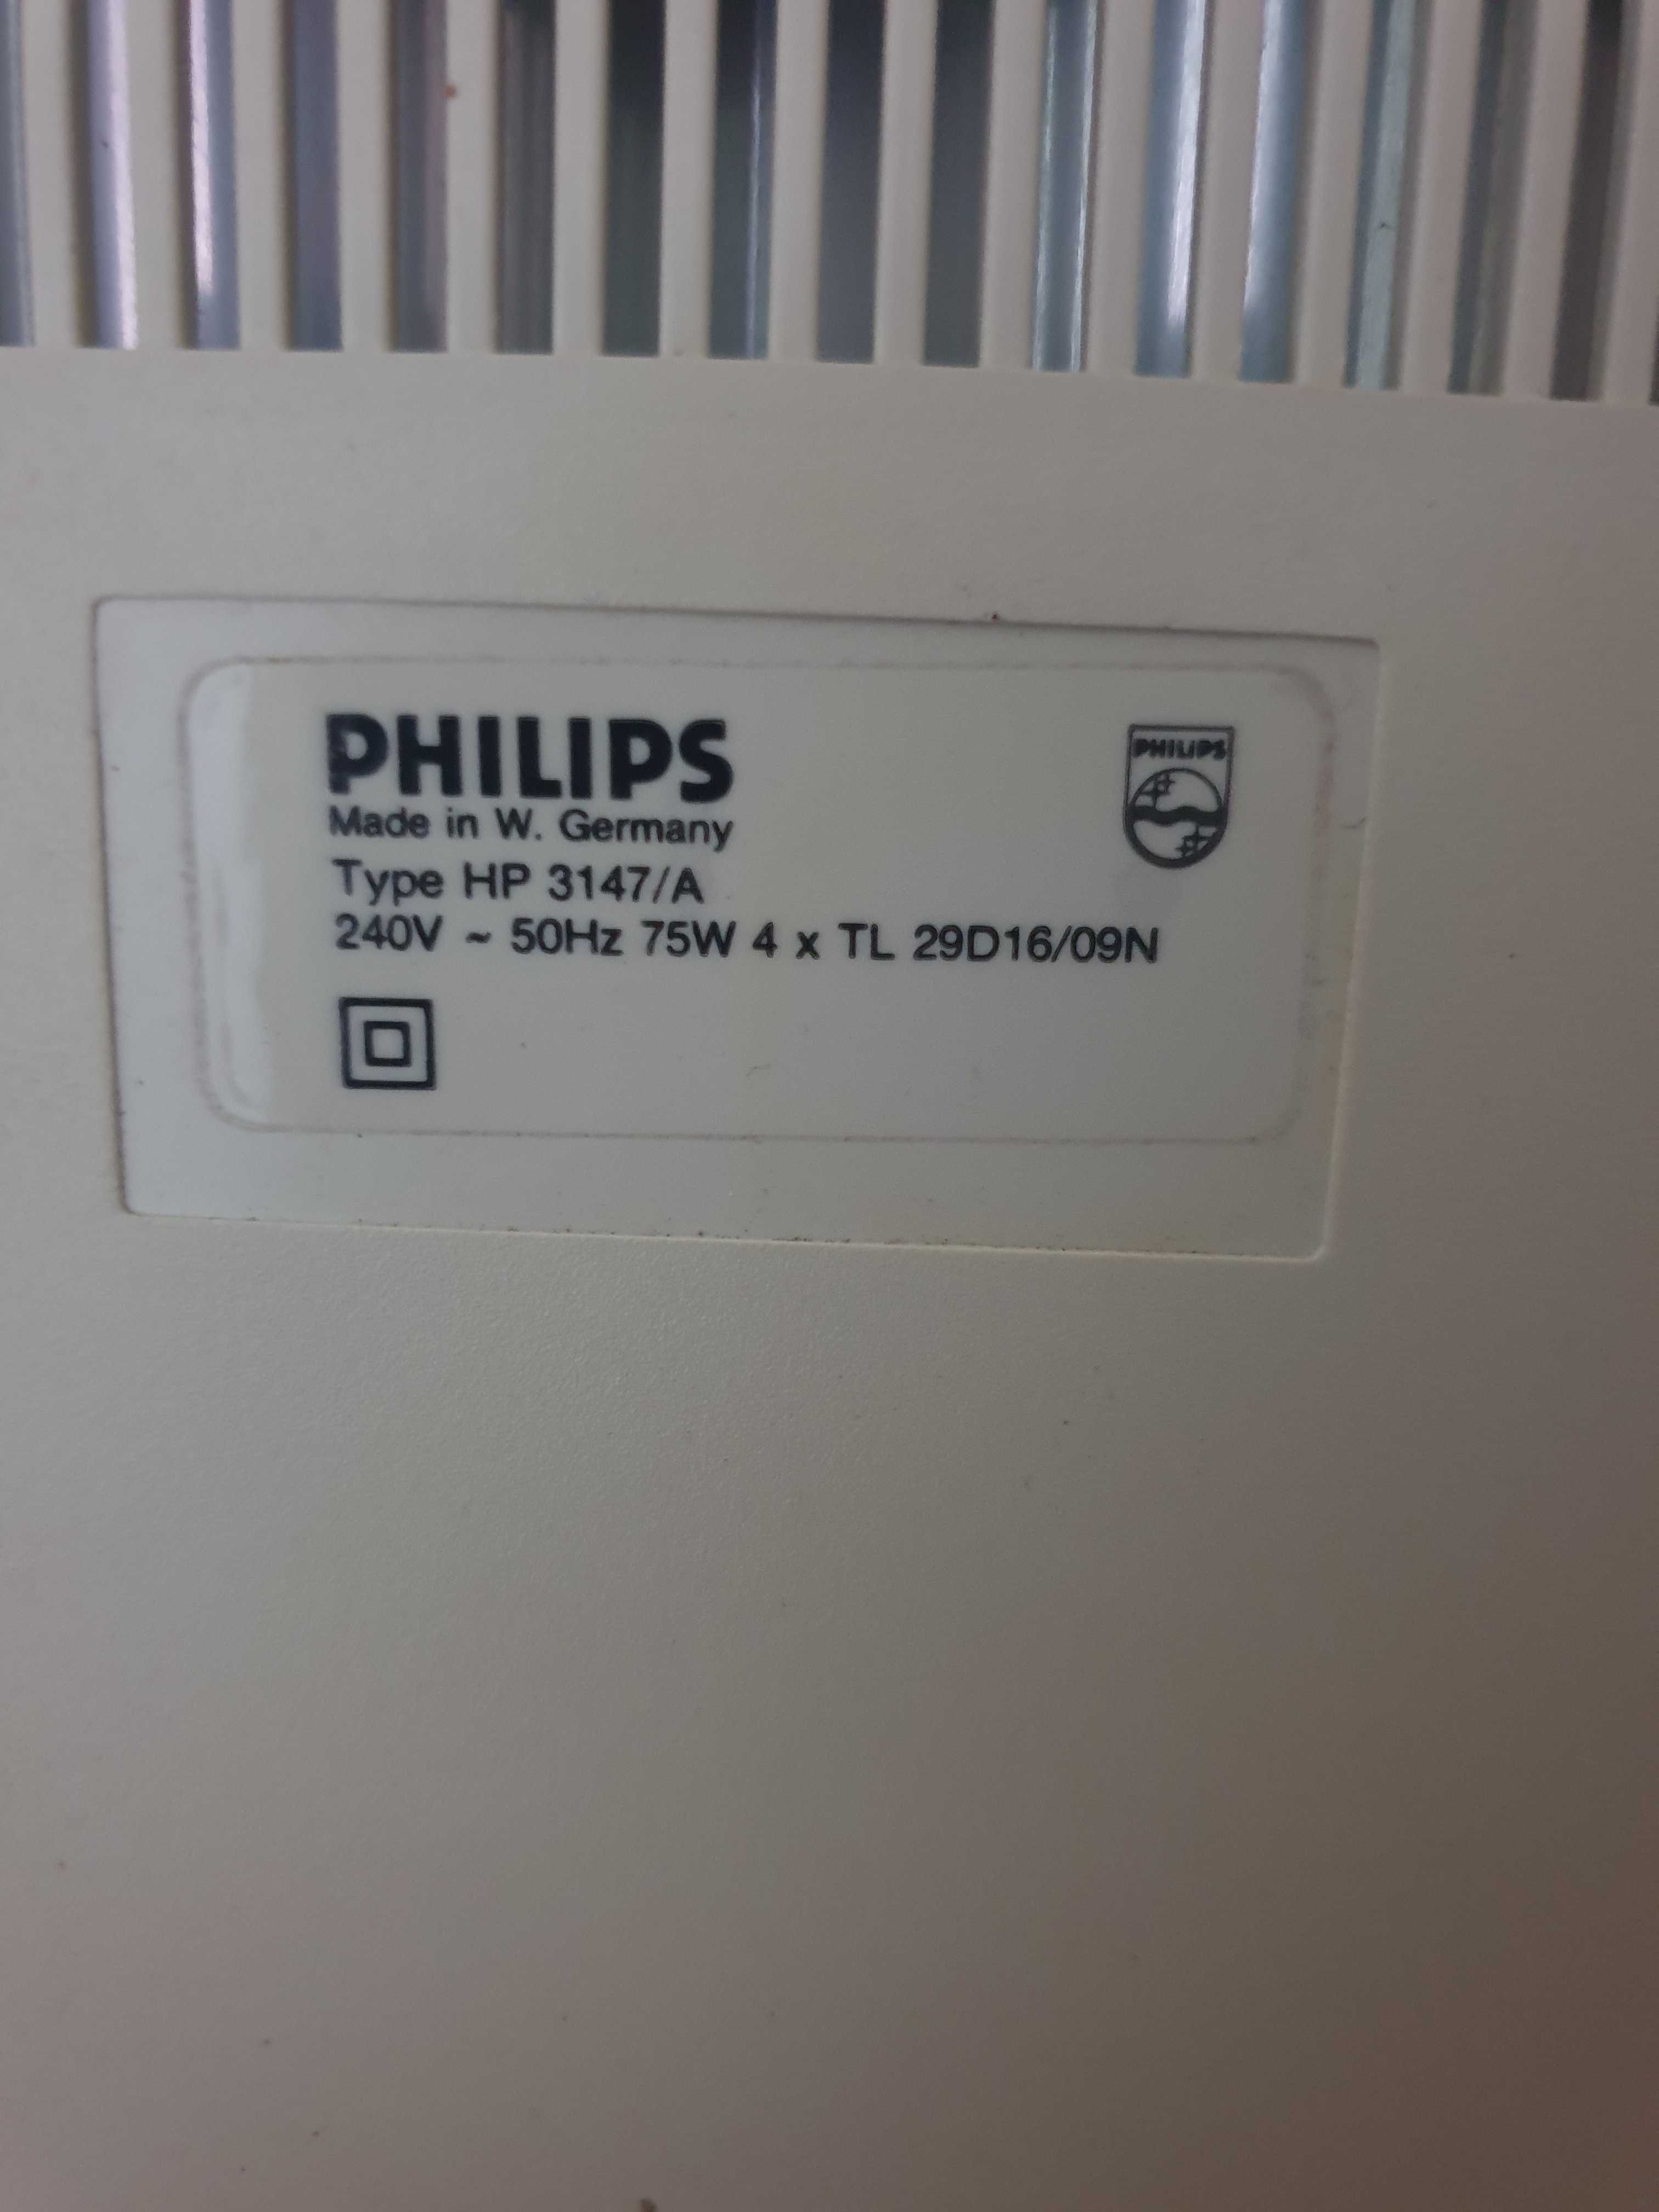 PHILIPS
PHILIPS
Made in W. Germany
Type HP 3147/A
240V ~ 50Hz 75W 4 x TL 29D16/09N